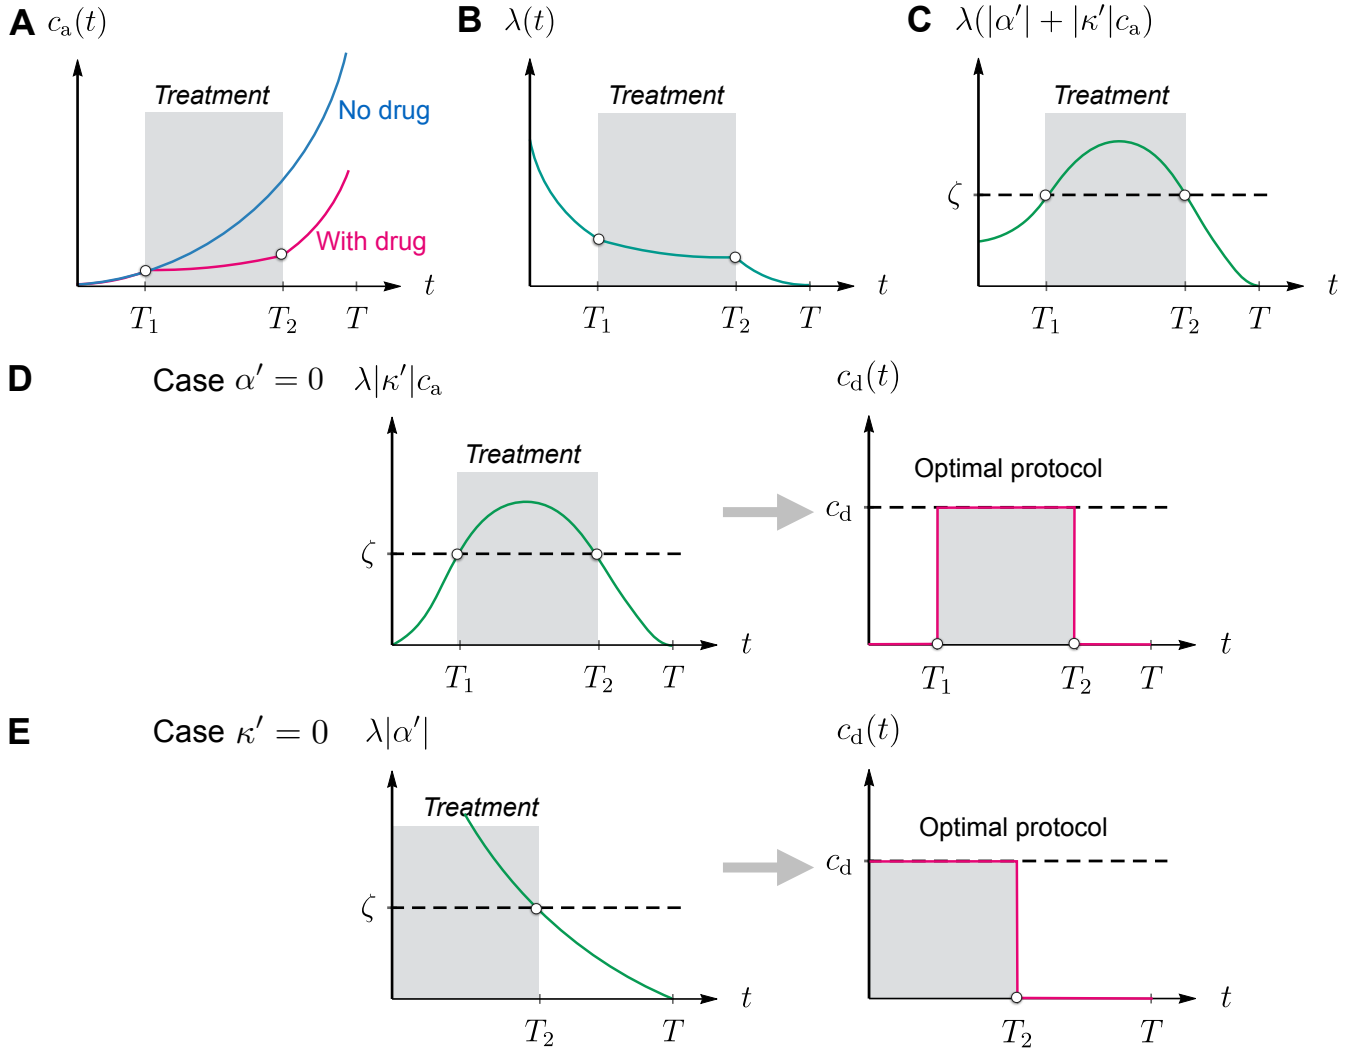 A c_a(t)
Treatment
No drug
With drug
t
T_1 T_2 T
B λ(t)
Treatment
t
T_1 T_2 T
C λ(|α′| + |κ′|c_a)
Treatment
ζ
t
T_1 T_2 T
D Case α′ = 0 λ|κ′|c_a
Treatment
ζ
t
T_1 T_2 T
c_d(t)
Optimal protocol
c_d
t
T_1 T_2 T
E Case κ′ = 0 λ|α′|
Treatment
ζ
t
T_2 T
c_d(t)
Optimal protocol
c_d
t
T_2 T